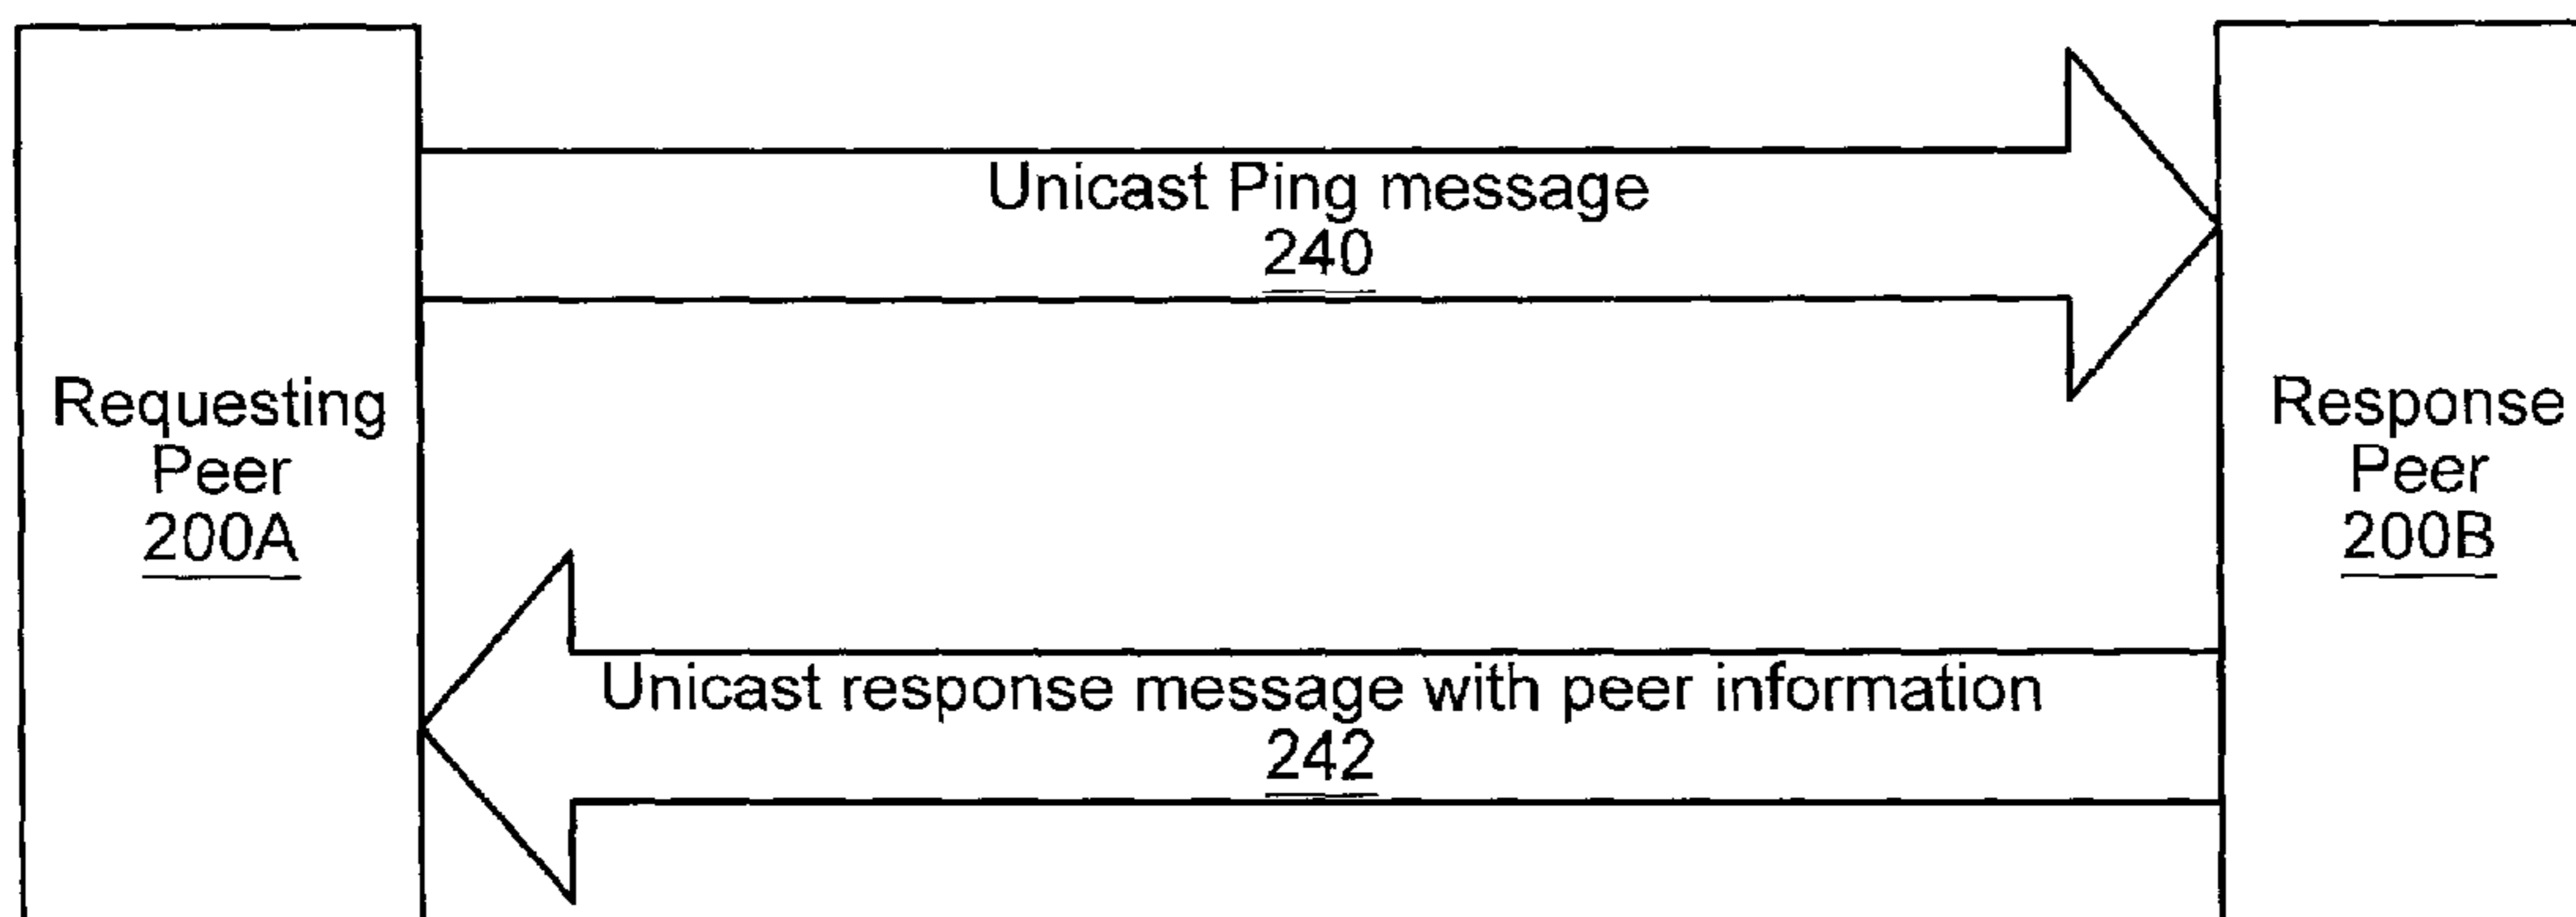 Unicast Ping message
240
Requesting
Peer
200A
Response
Peer
200B
Unicast response message with peer information
242